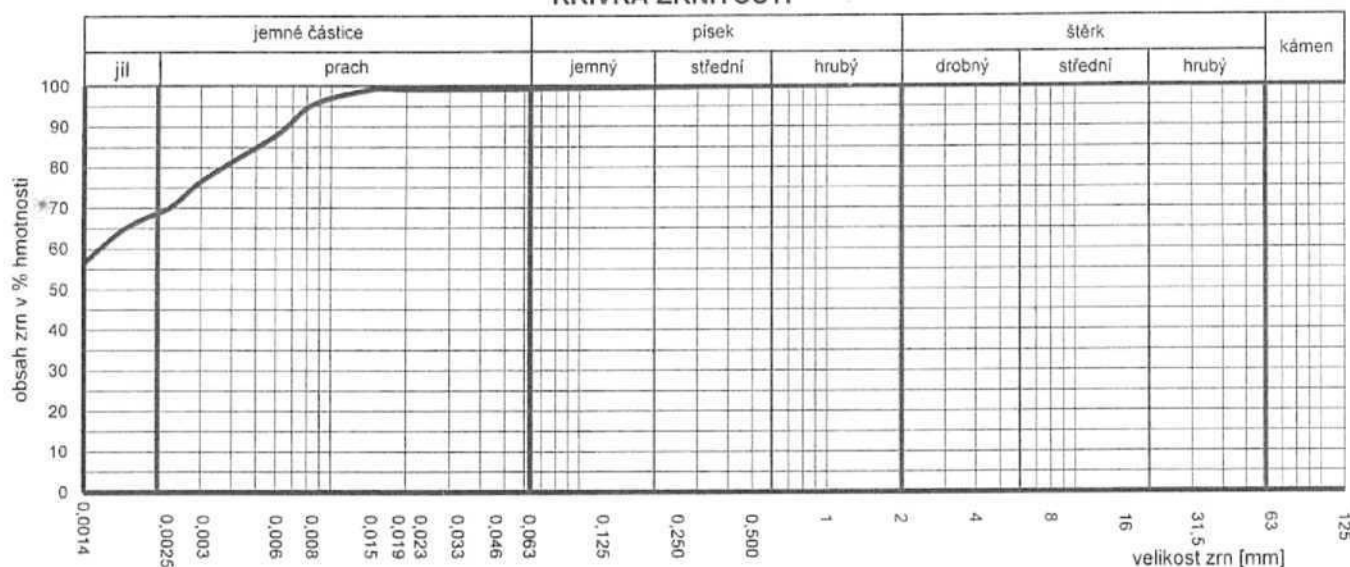 KŘIVKA ZRNITOSTI
jemné částice písek štěrk kámen
jíl prach jemný střední hrubý drobný střední hrubý
obsah zrn v % hmotnosti
100
90
80
70
60
50
40
30
20
10
0
0,0014 0,0025 0,003 0,006 0,008 0,015 0,019 0,023 0,033 0,046 0,063 0,125 0,250 0,500 1 2 4 8 16 31,5 63 125
velikost zrn [mm]